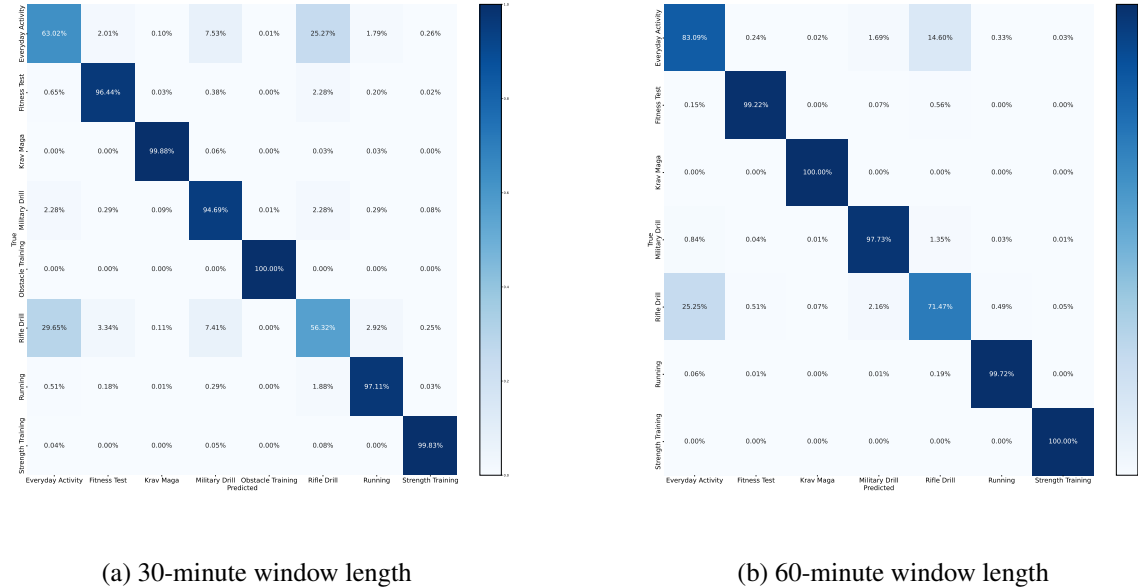 Everyday Activity 63.02% 2.01% 0.10% 7.53% 0.01% 25.27% 1.79% 0.26%
Fitness Test 0.65% 96.44% 0.03% 0.38% 0.00% 2.28% 0.20% 0.02%
Krav Maga 0.00% 0.00% 99.88% 0.06% 0.00% 0.03% 0.03% 0.00%
Military Drill 2.28% 0.29% 0.09% 94.69% 0.01% 2.28% 0.29% 0.08%
True
Obstacle Training 0.00% 0.00% 0.00% 0.00% 100.00% 0.00% 0.00% 0.00%
Rifle Drill 29.65% 3.34% 0.11% 7.41% 0.00% 56.32% 2.92% 0.25%
Running 0.51% 0.18% 0.01% 0.29% 0.00% 1.88% 97.11% 0.03%
Strength Training 0.04% 0.00% 0.00% 0.05% 0.00% 0.08% 0.00% 99.83%
Everyday Activity Fitness Test Krav Maga Military Drill Obstacle Training Rifle Drill Running Strength Training
Predicted
1.0
0.8
0.6
0.4
0.2
0.0
(a) 30-minute window length
Everyday Activity 83.09% 0.24% 0.02% 1.69% 14.60% 0.33% 0.03%
Fitness Test 0.15% 99.22% 0.00% 0.07% 0.56% 0.00% 0.00%
Krav Maga 0.00% 0.00% 100.00% 0.00% 0.00% 0.00% 0.00%
True
Military Drill 0.84% 0.04% 0.01% 97.73% 1.35% 0.03% 0.01%
Rifle Drill 25.25% 0.51% 0.07% 2.16% 71.47% 0.49% 0.05%
Running 0.06% 0.01% 0.00% 0.01% 0.19% 99.72% 0.00%
Strength Training 0.00% 0.00% 0.00% 0.00% 0.00% 0.00% 100.00%
Everyday Activity Fitness Test Krav Maga Military Drill Rifle Drill Running Strength Training
Predicted
(b) 60-minute window length